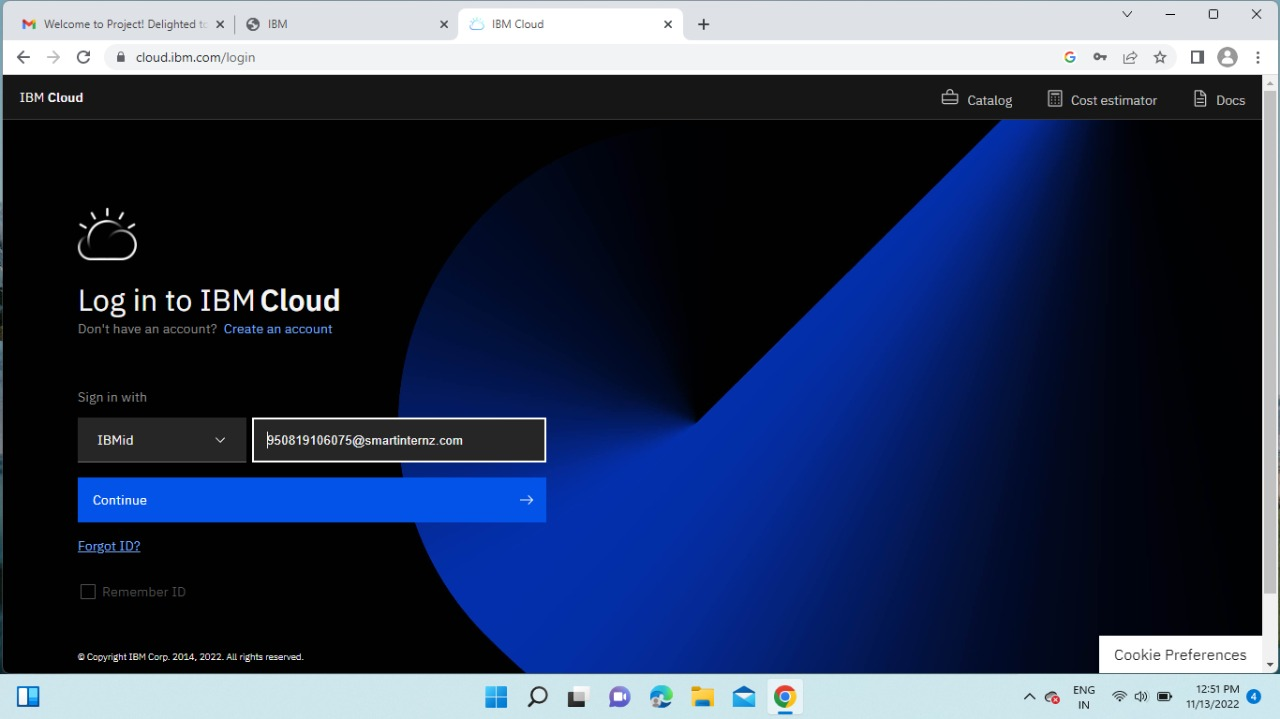 Welcome to Project! Delighted to
IBM
IBM Cloud
cloud.ibm.com/login
IBM Cloud
Catalog
Cost estimator
Docs
Log in to IBM Cloud
Don't have an account? Create an account
Sign in with
IBMid
950819106075@smartinternz.com
Continue
Forgot ID?
Remember ID
© Copyright IBM Corp. 2014, 2022. All rights reserved.
Cookie Preferences
ENG
IN
12:51 PM
11/13/2022
4